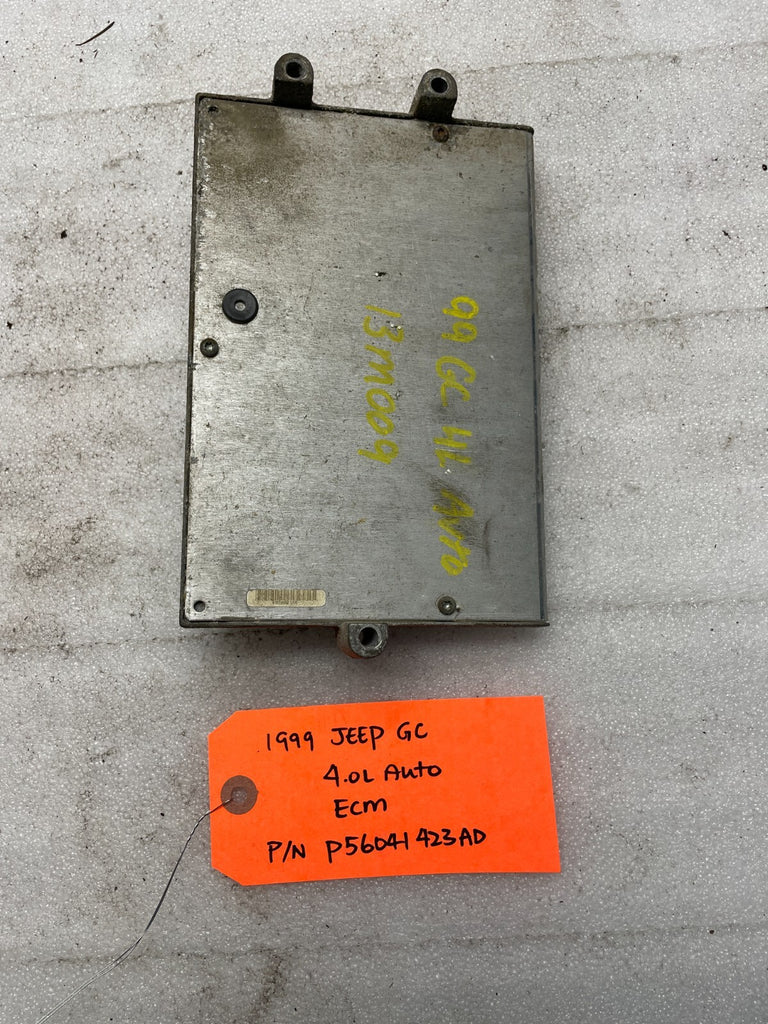 99 GC 4L AUTO
13M009
1999 JEEP GC
4.0L Auto
ECM
P/N P56041423AD